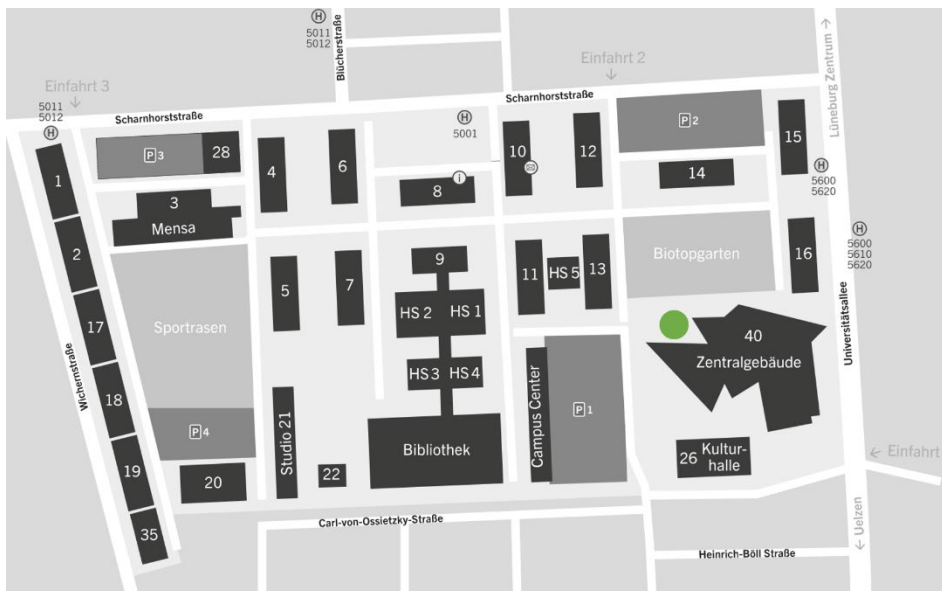 H
5011
5012
Blücherstraße
Einfahrt 3
Einfahrt 2
Lüneburg Zentrum
5011
5012
H
Scharnhorststraße
Scharnhorststraße
H
5001
P 3
28
P 2
1
4
6
10
12
15
i
8
14
H
5600
5620
3
Mensa
2
H
5600
5610
5620
9
11
HS 5
13
Biotopgarten
16
5
7
17
Sportrasen
HS 2
HS 1
40
Zentralgebäude
Universitätsallee
Wichernstraße
18
HS 3
HS 4
Campus Center
P 1
P 4
Studio 21
Bibliothek
26
Kultur-
halle
Einfahrt
19
20
22
35
Carl-von-Ossietzky-Straße
Uelzen
Heinrich-Böll Straße